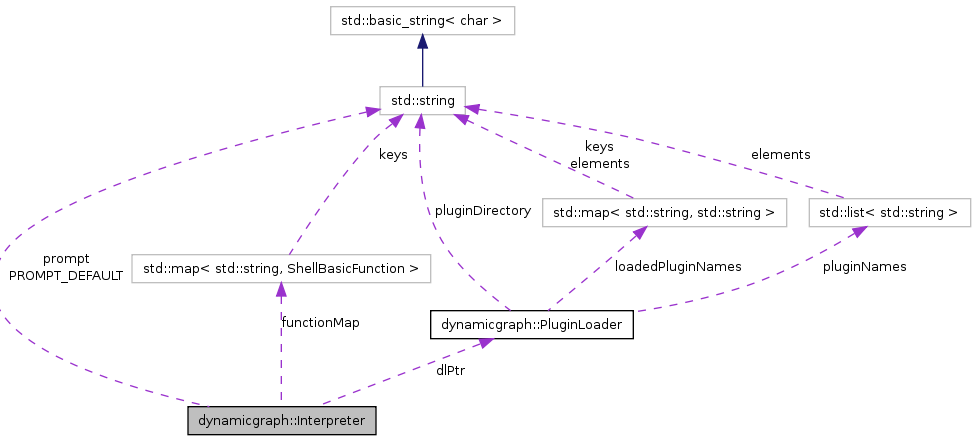 std::basic_string< char >
std::string
keys
keys
elements
elements
pluginDirectory
std::map< std::string, std::string >
std::list< std::string >
prompt
PROMPT_DEFAULT
std::map< std::string, ShellBasicFunction >
loadedPluginNames
pluginNames
functionMap
dynamicgraph::PluginLoader
dlPtr
dynamicgraph::Interpreter